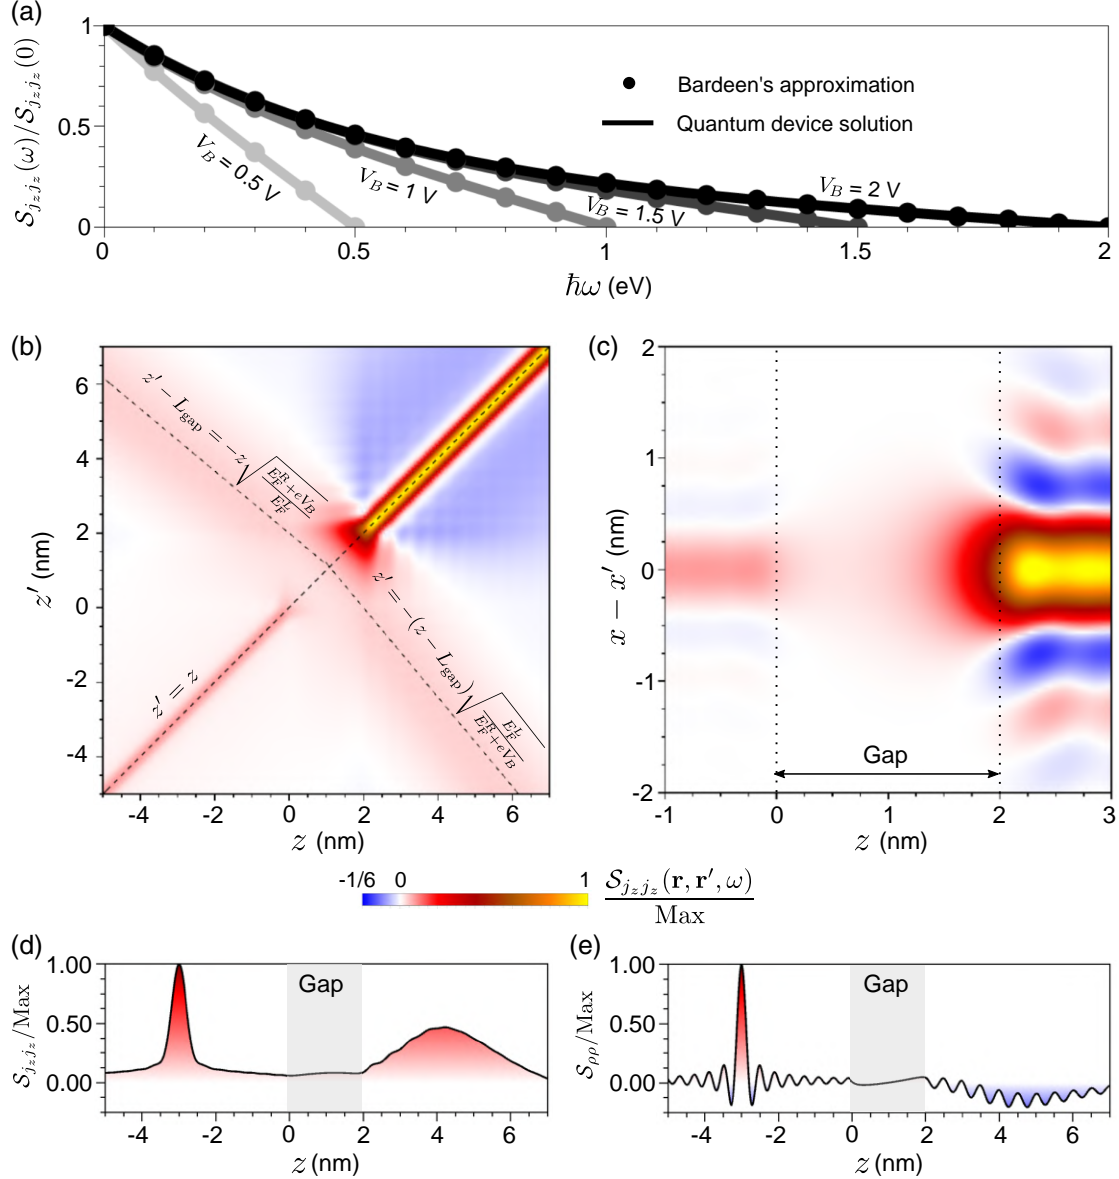 (a)
𝒮_{j_z j_z}(ω)/𝒮_{j_z j_z}(0)
1
0.5
0
Bardeen's approximation
Quantum device solution
V_B = 0.5 V
V_B = 1 V
V_B = 1.5 V
V_B = 2 V
0 0.5 1 1.5 2
ħω (eV)
(b)
z′ (nm)
6
4
2
0
-2
-4
z′ − L_gap = −z√((E_F^R + eV_B)/E_F^L)
z′ = −(z − L_gap)√(E_F^L/(E_F^R + eV_B))
z′ = z
-4 -2 0 2 4 6
z (nm)
(c)
x − x′ (nm)
2
1
0
-1
-2
Gap
-1 0 1 2 3
z (nm)
-1/6 0 1
𝒮_{j_z j_z}(r, r′, ω)
Max
(d)
𝒮_{j_z j_z}/Max
1.00
0.50
0.00
Gap
-4 -2 0 2 4 6
z (nm)
(e)
𝒮_{ρρ}/Max
1.00
0.50
0.00
Gap
-4 -2 0 2 4 6
z (nm)